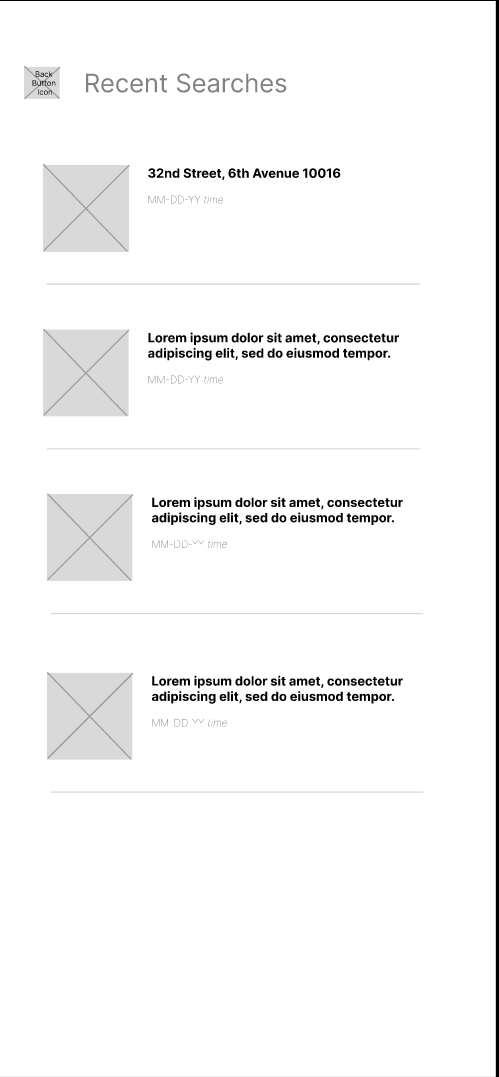 Back
Button
icon
Recent Searches
32nd Street, 6th Avenue 10016
MM-DD-YY time
Lorem ipsum dolor sit amet, consectetur
adipiscing elit, sed do eiusmod tempor.
MM-DD-YY time
Lorem ipsum dolor sit amet, consectetur
adipiscing elit, sed do eiusmod tempor.
MM-DD-YY time
Lorem ipsum dolor sit amet, consectetur
adipiscing elit, sed do eiusmod tempor.
MM-DD-YY time